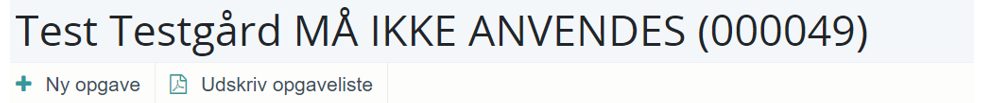 Test Testgård MÅ IKKE ANVENDES (000049)
Ny opgave Udskriv opgaveliste